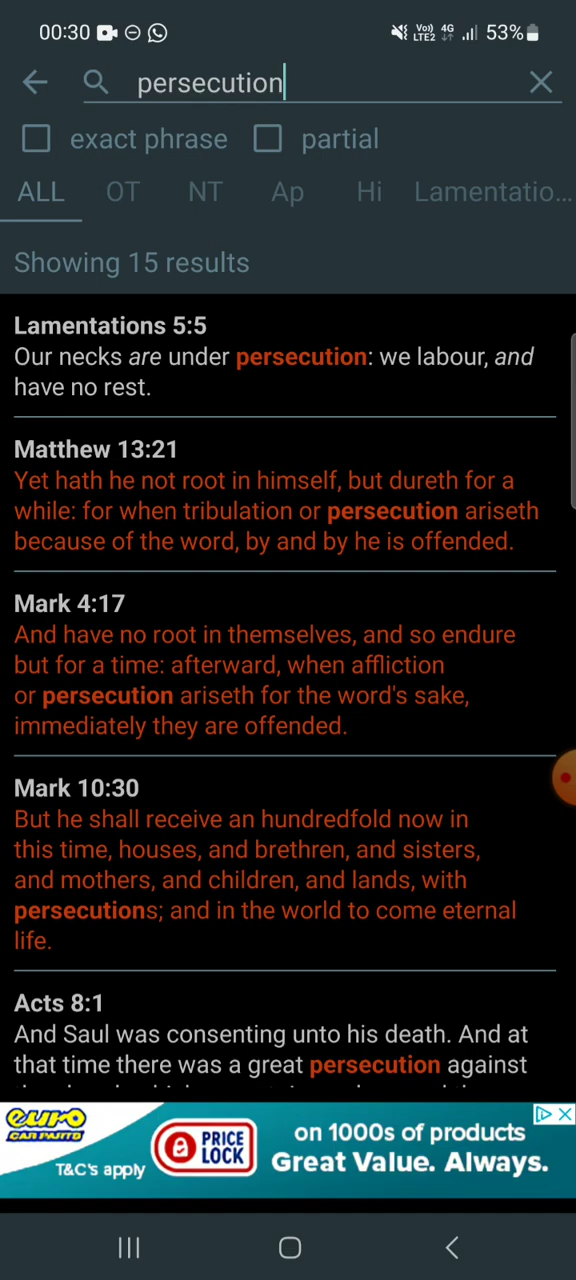 00:30 Vo)) LTE2 4G 53%
persecution
exact phrase partial
ALL OT NT Ap Hi Lamentatio...
Showing 15 results
Lamentations 5:5
Our necks are under persecution: we labour, and
have no rest.
Matthew 13:21
Yet hath he not root in himself, but dureth for a
while: for when tribulation or persecution ariseth
because of the word, by and by he is offended.
Mark 4:17
And have no root in themselves, and so endure
but for a time: afterward, when affliction
or persecution ariseth for the word's sake,
immediately they are offended.
Mark 10:30
But he shall receive an hundredfold now in
this time, houses, and brethren, and sisters,
and mothers, and children, and lands, with
persecutions; and in the world to come eternal
life.
Acts 8:1
And Saul was consenting unto his death. And at
that time there was a great persecution against
euro
CAR PARTS
T&C's apply
PRICE
LOCK
on 1000s of products
Great Value. Always.